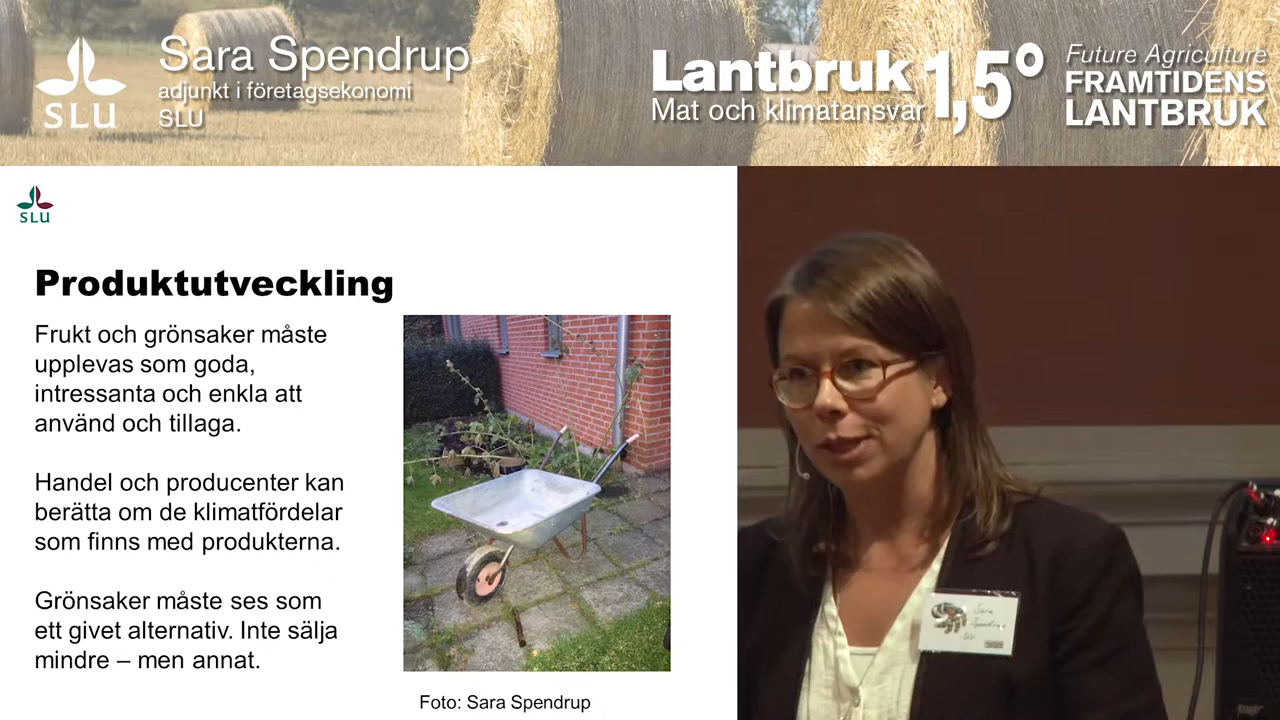 Sara Spendrup
adjunkt i företagsekonomi
SLU
SLU
Lantbruk 1,5°
Mat och klimatansvar
Future Agriculture
FRAMTIDENS
LANTBRUK
SLU
Produktutveckling
Frukt och grönsaker måste
upplevas som goda,
intressanta och enkla att
använd och tillaga.
Handel och producenter kan
berätta om de klimatfördelar
som finns med produkterna.
Grönsaker måste ses som
ett givet alternativ. Inte sälja
mindre – men annat.
Foto: Sara Spendrup
Sara
Spendrup
SLU